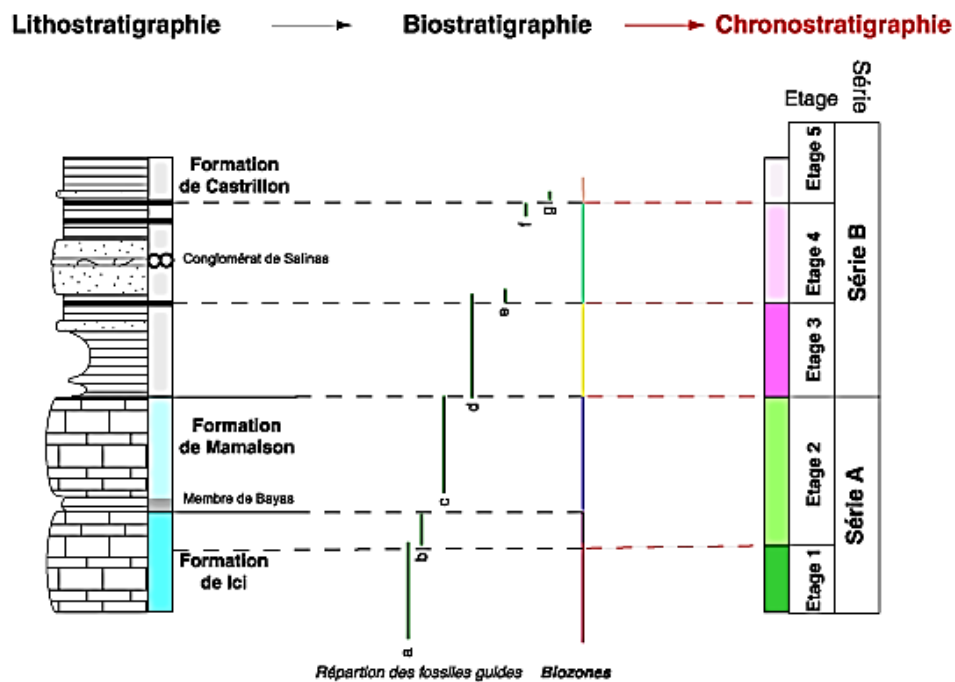 Lithostratigraphie Biostratigraphie Chronostratigraphie
Etage Série
Formation
de Castrillon
Conglomérat de Salinas
Formation
de Mamaison
Membre de Bayas
Formation
de Ici
g
f
e
d
c
b
a
Répartion des fossiles guides Biozones
Etage 5
Etage 4
Etage 3
Etage 2
Etage 1
Série B
Série A